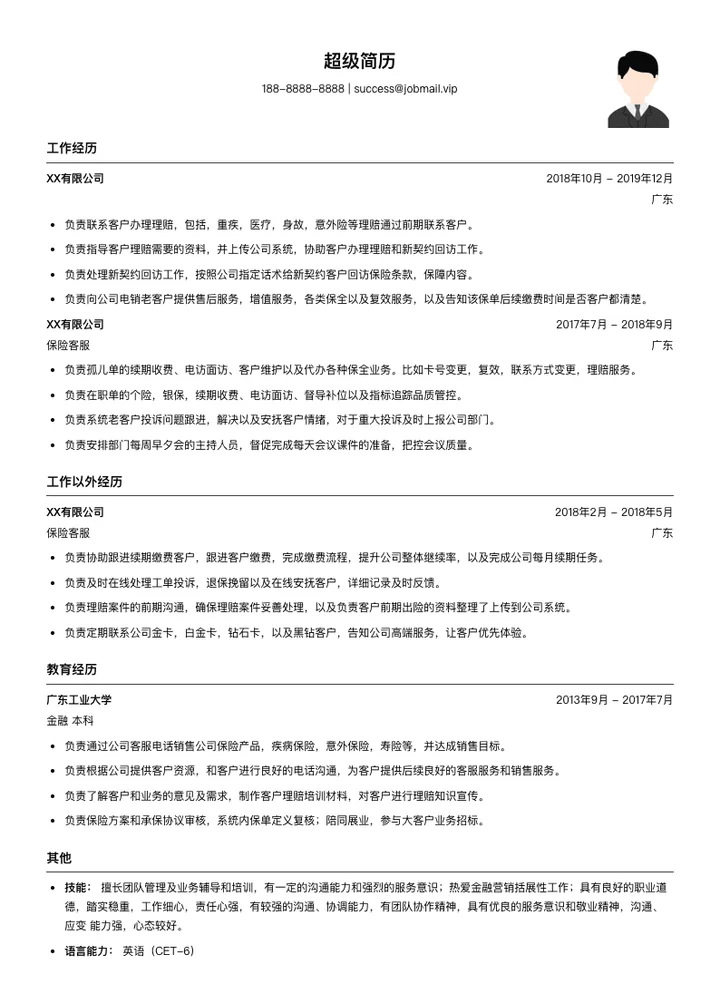 超级简历
188-8888-8888 | success@jobmail.vip
工作经历
XX有限公司 2018年10月 – 2019年12月
广东
• 负责联系客户办理理赔，包括，重疾，医疗，身故，意外险等理赔通过前期联系客户。
• 负责指导客户理赔需要的资料，并上传公司系统，协助客户办理理赔和新契约回访工作。
• 负责处理新契约回访工作，按照公司指定话术给新契约客户回访保险条款，保障内容。
• 负责向公司电销老客户提供售后服务，增值服务，各类保全以及复效服务，以及告知该保单后续缴费时间是否客户都清楚。
XX有限公司 2017年7月 – 2018年9月
保险客服 广东
• 负责孤儿单的续期收费、电访面访、客户维护以及代办各种保全业务。比如卡号变更，复效，联系方式变更，理赔服务。
• 负责在职单的个险，银保，续期收费、电访面访、督导补位以及指标追踪品质管控。
• 负责系统老客户投诉问题跟进，解决以及安抚客户情绪，对于重大投诉及时上报公司部门。
• 负责安排部门每周早夕会的主持人员，督促完成每天会议课件的准备，把控会议质量。
工作以外经历
XX有限公司 2018年2月 – 2018年5月
保险客服 广东
• 负责协助跟进续期缴费客户，跟进客户缴费，完成缴费流程，提升公司整体继续率，以及完成公司每月续期任务。
• 负责及时在线处理工单投诉，退保挽留以及在线安抚客户，详细记录及时反馈。
• 负责理赔案件的前期沟通，确保理赔案件妥善处理，以及负责客户前期出险的资料整理了上传到公司系统。
• 负责定期联系公司金卡，白金卡，钻石卡，以及黑钻客户，告知公司高端服务，让客户优先体验。
教育经历
广东工业大学 2013年9月 – 2017年7月
金融 本科
• 负责通过公司客服电话销售公司保险产品，疾病保险，意外保险，寿险等，并达成销售目标。
• 负责根据公司提供客户资源，和客户进行良好的电话沟通，为客户提供后续良好的客服服务和销售服务。
• 负责了解客户和业务的意见及需求，制作客户理赔培训材料，对客户进行理赔知识宣传。
• 负责保险方案和承保协议审核，系统内保单定义复核；陪同展业，参与大客户业务招标。
其他
• 技能： 擅长团队管理及业务辅导和培训，有一定的沟通能力和强烈的服务意识；热爱金融营销括展性工作；具有良好的职业道
德，踏实稳重，工作细心，责任心强，有较强的沟通、协调能力，有团队协作精神，具有优良的服务意识和敬业精神，沟通、
应变 能力强，心态较好。
• 语言能力： 英语（CET-6）